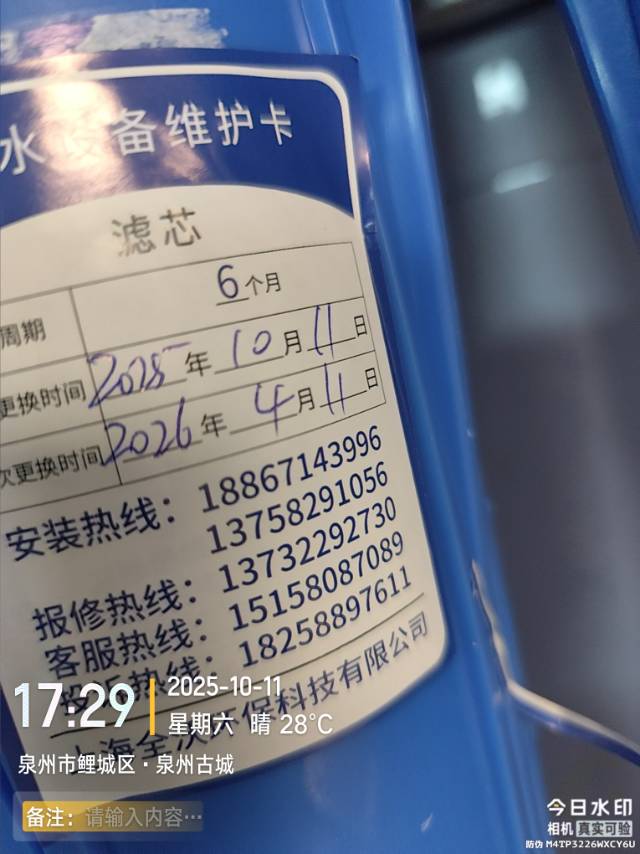 水设备维护卡
滤芯
周期 6个月
更换时间 2025年10月11日
次更换时间 2026年4月11日
安装热线：18867143996
13758291056
报修热线：13732292730
客服热线：15158087089
热线：18258897611
上海全 环保科技有限公司
17:29
2025-10-11
星期六 晴 28°C
泉州市鲤城区·泉州古城
备注：请输入内容…
今日水印
相机 真实可验
防伪 M4TP3226WXCY6U